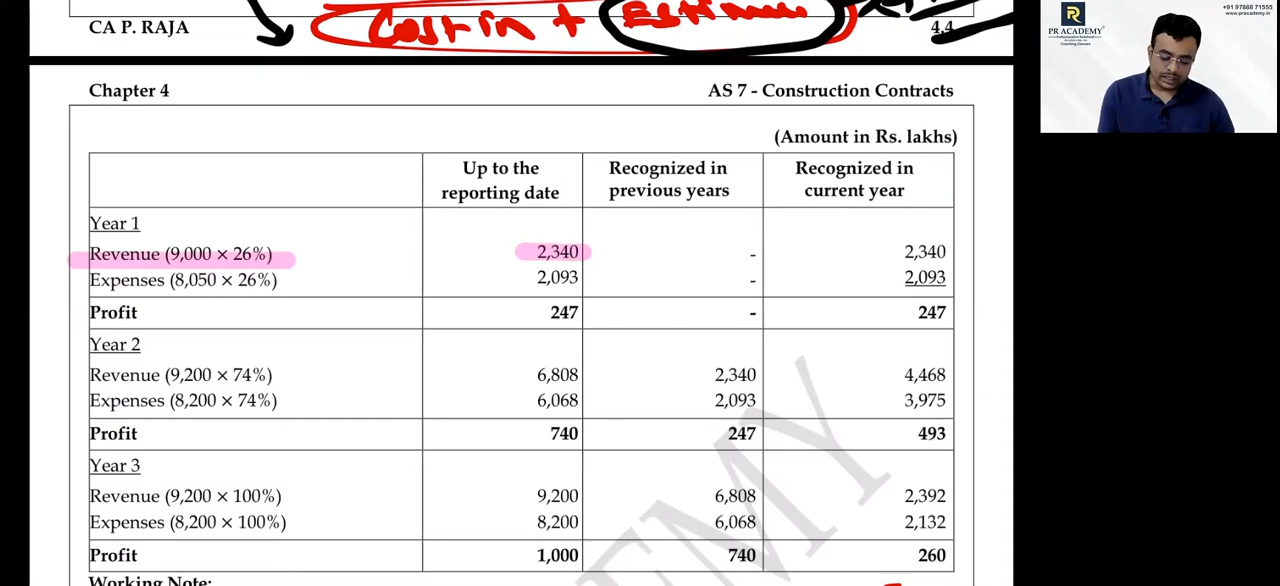 CA P. RAJA
Cost in + Estimated
4.4
+91 97888 71555
www.pracademy.in
PR ACADEMY
Coaching Classes
Chapter 4
AS 7 - Construction Contracts
(Amount in Rs. lakhs)
Up to the reporting date
Recognized in previous years
Recognized in current year
Year 1
Revenue (9,000 × 26%) 2,340 - 2,340
Expenses (8,050 × 26%) 2,093 - 2,093
Profit 247 - 247
Year 2
Revenue (9,200 × 74%) 6,808 2,340 4,468
Expenses (8,200 × 74%) 6,068 2,093 3,975
Profit 740 247 493
Year 3
Revenue (9,200 × 100%) 9,200 6,808 2,392
Expenses (8,200 × 100%) 8,200 6,068 2,132
Profit 1,000 740 260
EMY
Working Note: